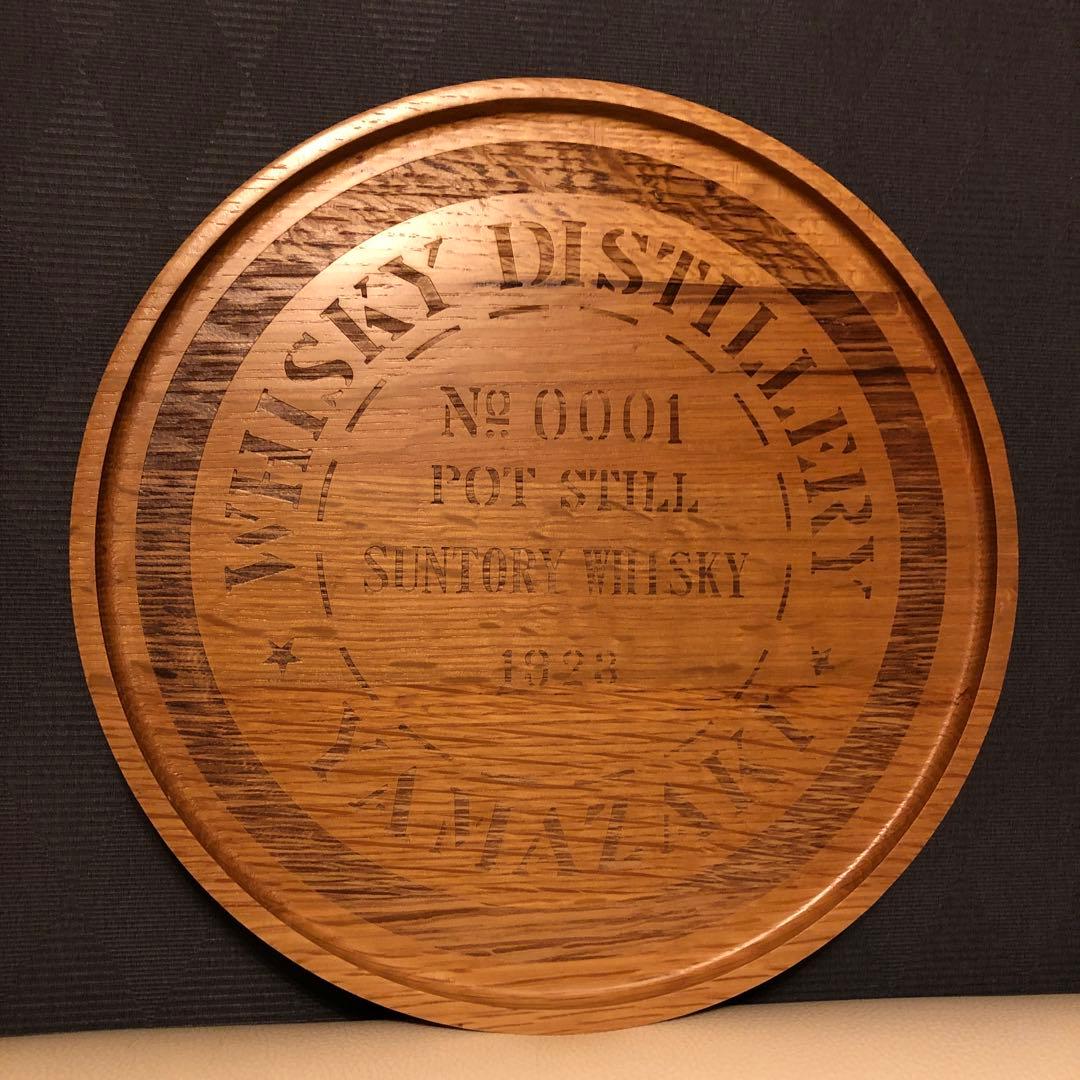 WHISKY DISTILLERY
Nº 0001
POT STILL
SUNTORY WHISKY
1923
YAMAZAKI